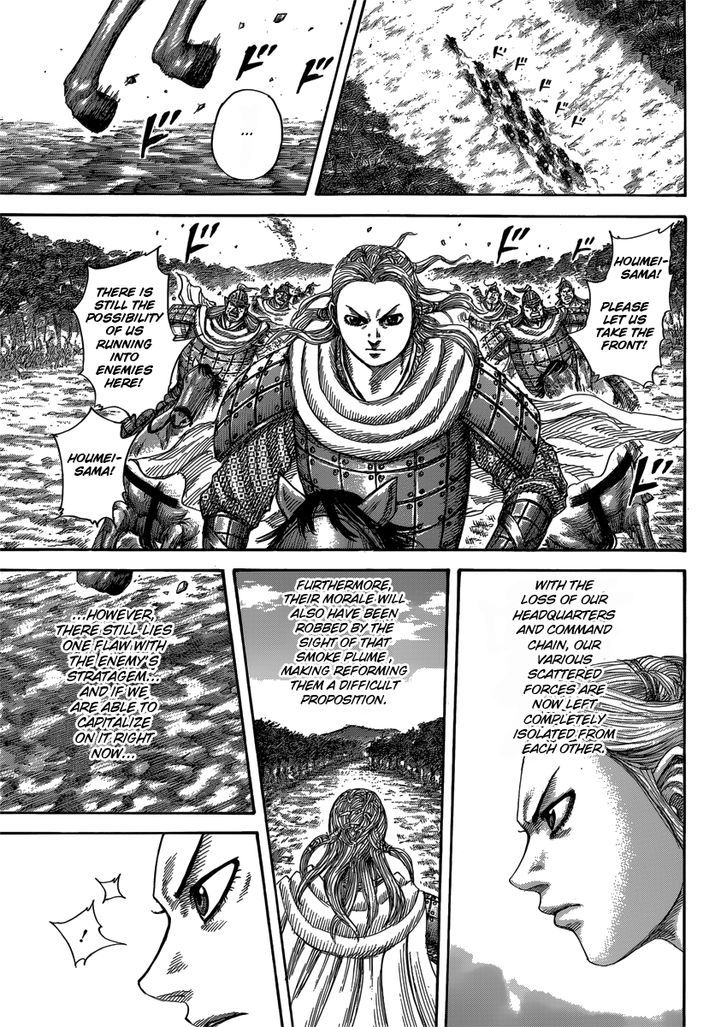 ドド
ド
ドド
ド
...
ドド
HOUMEI-
SAMA!
PLEASE
LET US
TAKE THE
FRONT!
ドド
THERE IS
STILL THE
POSSIBILITY
OF US
RUNNING
INTO
ENEMIES
HERE!
HOUMEI-
SAMA!
ドド
WITH THE
LOSS OF OUR
HEADQUARTERS
AND COMMAND
CHAIN, OUR
VARIOUS
SCATTERED
FORCES ARE
NOW LEFT
COMPLETELY
ISOLATED FROM
EACH OTHER.
FURTHERMORE,
THEIR MORALE WILL
ALSO HAVE BEEN
ROBBED BY THE
SIGHT OF THAT
SMOKE PLUME,
MAKING REFORMING
THEM A DIFFICULT
PROPOSITION.
...HOWEVER,
THERE STILL LIES
ONE FLAW WITH
THE ENEMY'S
STRATAGEM...
AND IF WE
ARE ABLE TO
CAPITALIZE
ON IT RIGHT
NOW...
!